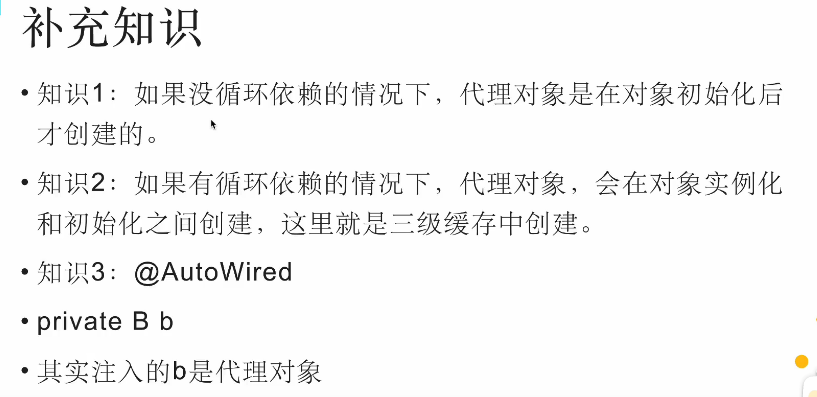 补充知识
• 知识1：如果没循环依赖的情况下，代理对象是在对象初始化后
才创建的。
• 知识2：如果有循环依赖的情况下，代理对象，会在对象实例化
和初始化之间创建，这里就是三级缓存中创建。
• 知识3：@AutoWired
• private B b
• 其实注入的b是代理对象